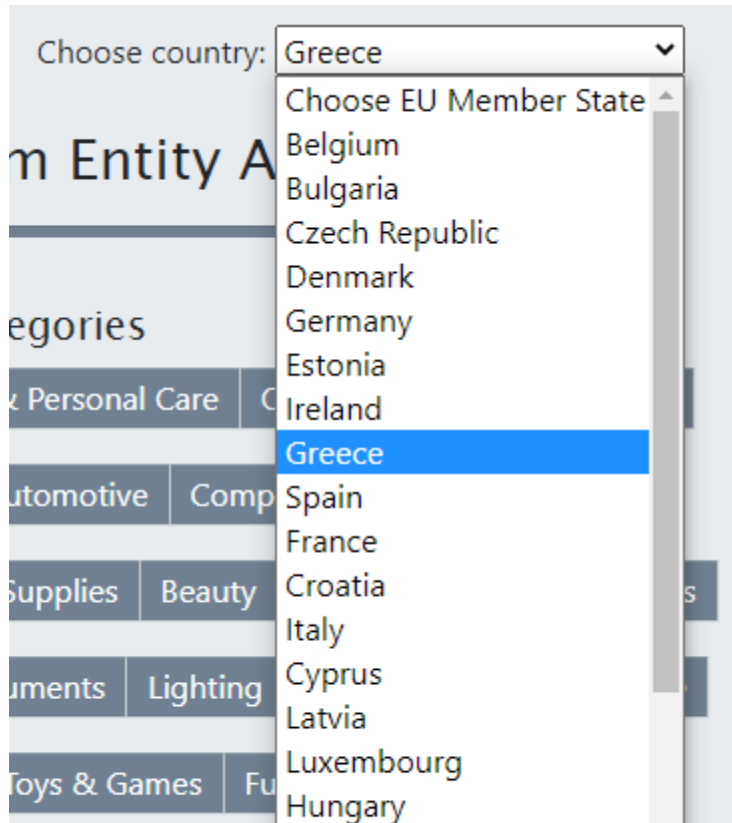 Choose country: Greece
Choose EU Member State
Belgium
m Entity A
Bulgaria
Czech Republic
Denmark
egories
Germany
Estonia
& Personal Care
Ireland
Greece
utomotive Comp
Spain
France
Supplies Beauty
Croatia
s
Italy
uments Lighting
Cyprus
Latvia
Toys & Games Fu
Luxembourg
Hungary